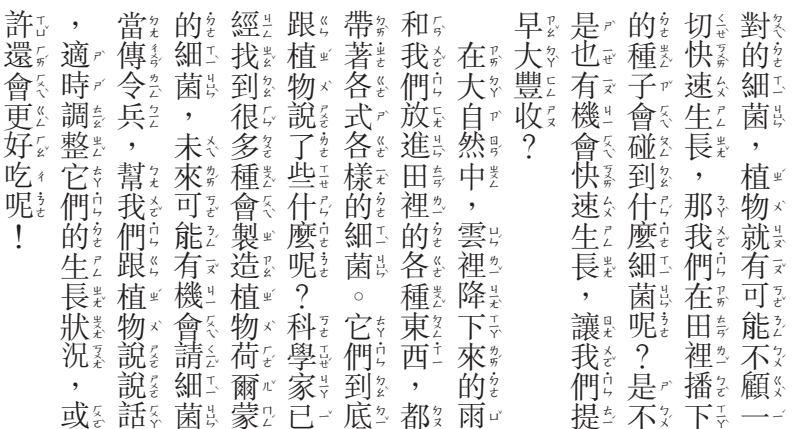 對的細菌，植物就有可能不顧一
切快速生長，那我們在田裡播下
的種子會碰到什麼細菌呢？是不
是也有機會快速生長，讓我們提
早大豐收？
在大自然中，雲裡降下來的雨
和我們放進田裡的各種東西，都
帶著各式各樣的細菌。它們到底
跟植物說了些什麼呢？科學家已
經找到很多種會製造植物荷爾蒙
的細菌，未來可能有機會請細菌
當傳令兵，幫我們跟植物說說話
，適時調整它們的生長狀況，或
許還會更好吃呢！